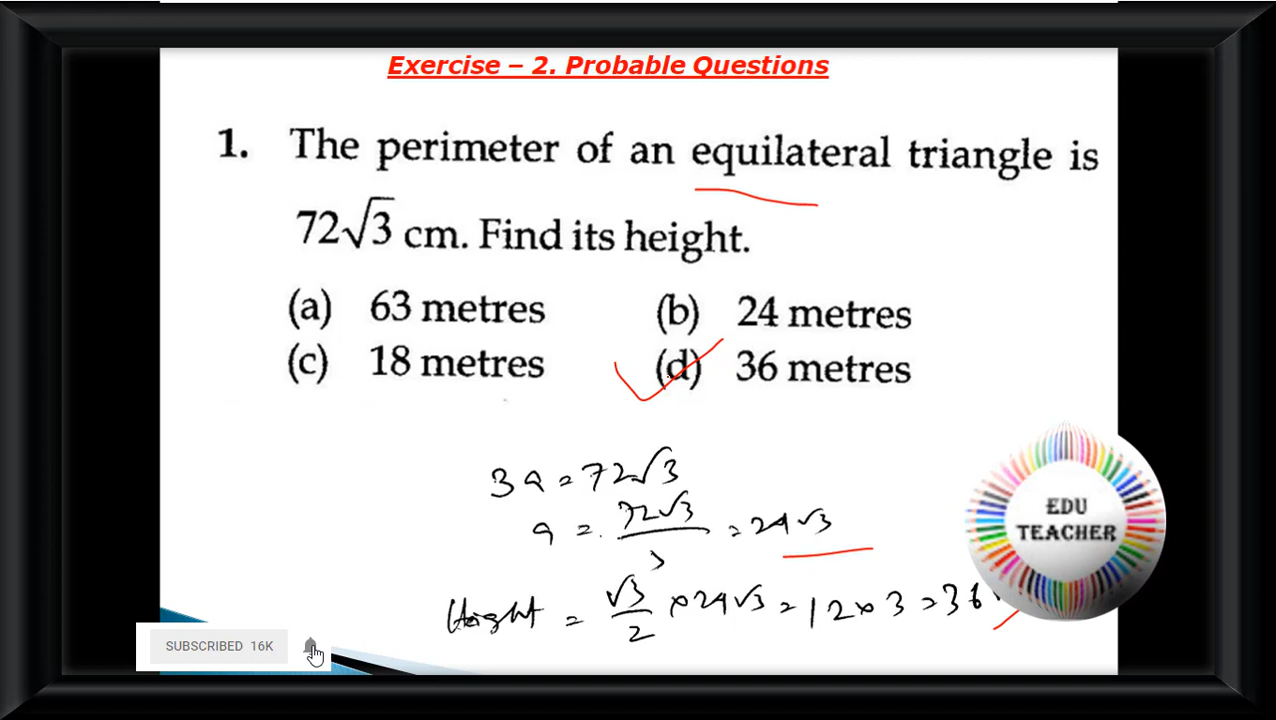 Exercise – 2. Probable Questions
1. The perimeter of an equilateral triangle is
72√3 cm. Find its height.
(a) 63 metres (b) 24 metres
(c) 18 metres (d) 36 metres
3a = 72√3
a = 72√3/3 = 24√3
Height = √3/2 × 24√3 = 12 × 3 = 36
EDU
TEACHER
SUBSCRIBED 16K